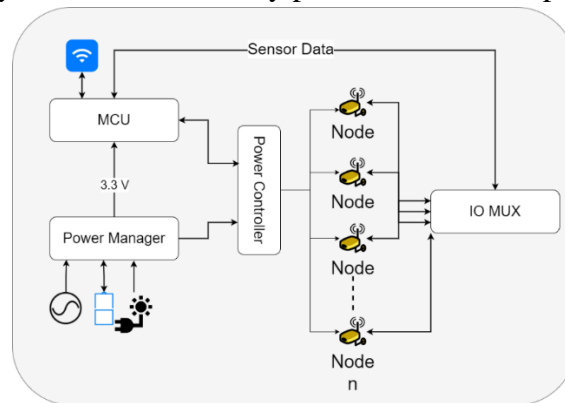 Sensor Data
MCU
Node
Power Controller
3.3 V
Node
IO MUX
Power Manager
Node
Node
n